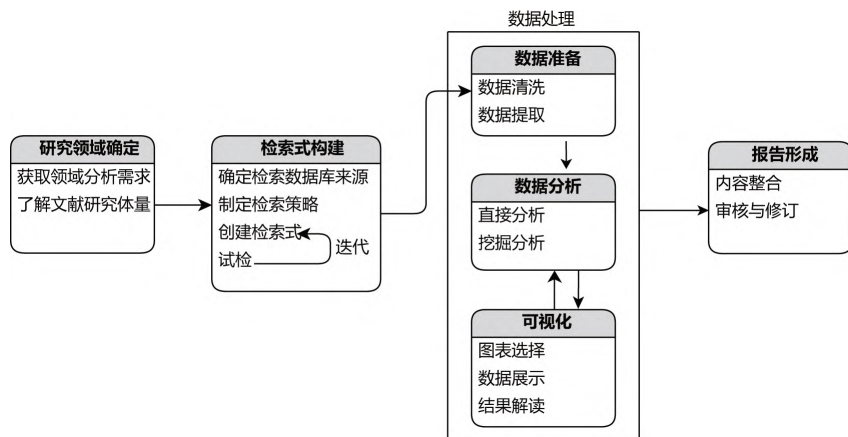 研究领域确定
获取领域分析需求
了解文献研究体量
检索式构建
确定检索数据库来源
制定检索策略
创建检索式
试检
迭代
数据处理
数据准备
数据清洗
数据提取
数据分析
直接分析
挖掘分析
可视化
图表选择
数据展示
结果解读
报告形成
内容整合
审核与修订